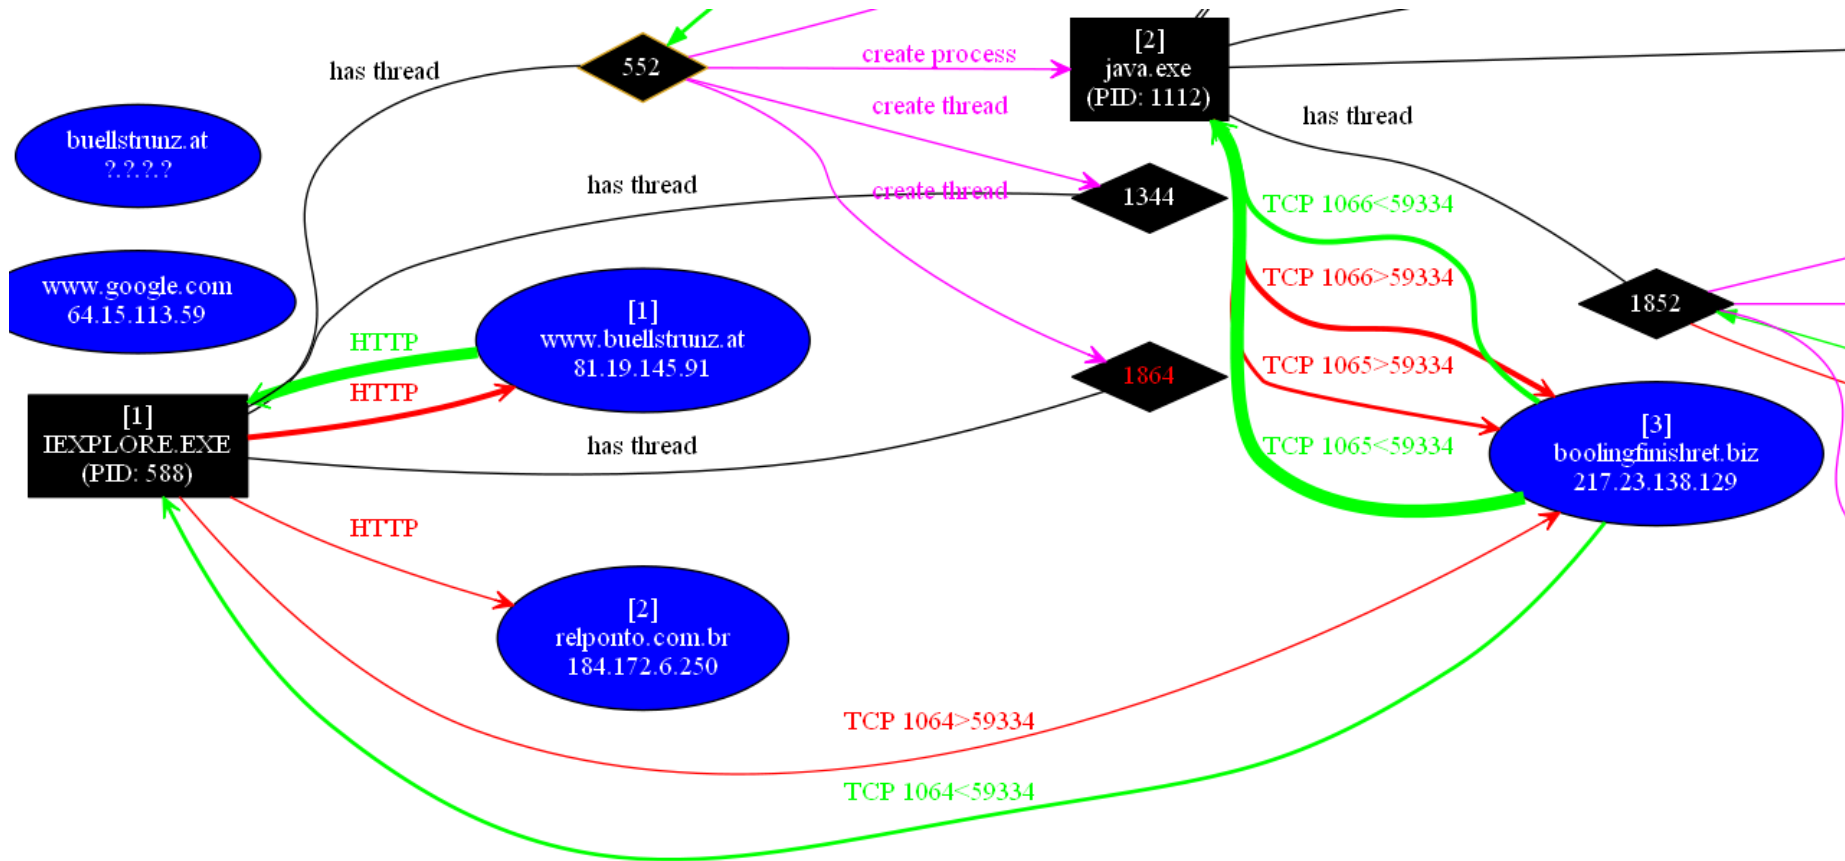 has thread
552
create process
[2]
java.exe
(PID: 1112)
create thread
has thread
buellstrunz.at
?.?.?.?
has thread
create thread
1344
TCP 1066<59334
www.google.com
64.15.113.59
[1]
www.buellstrunz.at
81.19.145.91
TCP 1066>59334
1852
HTTP
HTTP
1864
TCP 1065>59334
[1]
IEXPLORE.EXE
(PID: 588)
has thread
TCP 1065<59334
[3]
boolingfinishret.biz
217.23.138.129
HTTP
[2]
relponto.com.br
184.172.6.250
TCP 1064>59334
TCP 1064<59334